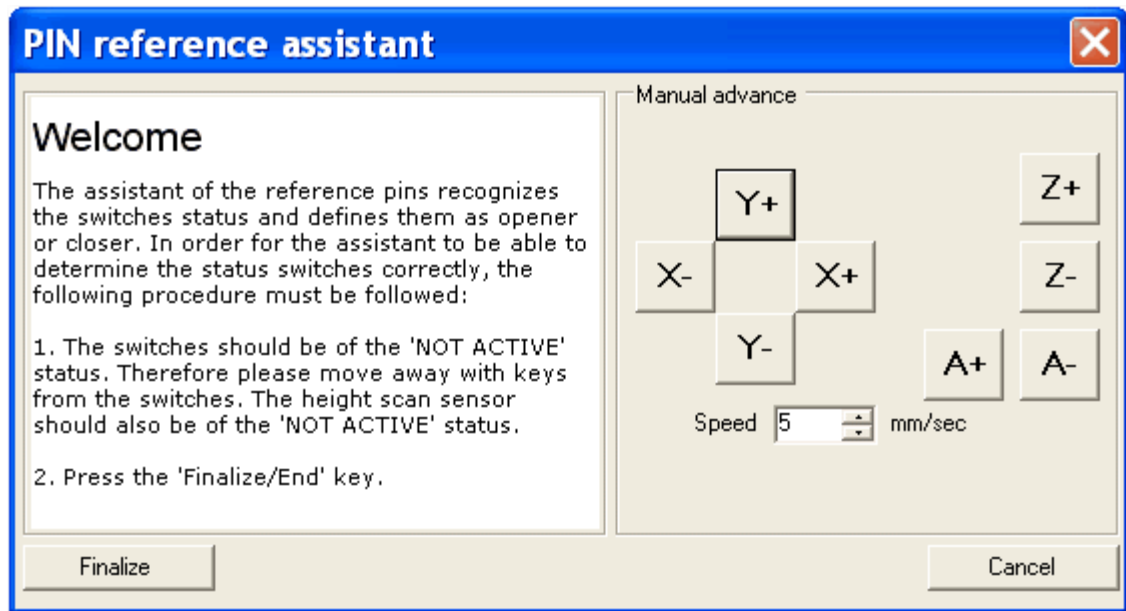 PIN reference assistant
Welcome
The assistant of the reference pins recognizes
the switches status and defines them as opener
or closer. In order for the assistant to be able to
determine the status switches correctly, the
following procedure must be followed:
1. The switches should be of the 'NOT ACTIVE'
status. Therefore please move away with keys
from the switches. The height scan sensor
should also be of the 'NOT ACTIVE' status.
2. Press the 'Finalize/End' key.
Manual advance
Y+
Z+
X-
X+
Z-
Y-
A+
A-
Speed 5 mm/sec
Finalize
Cancel